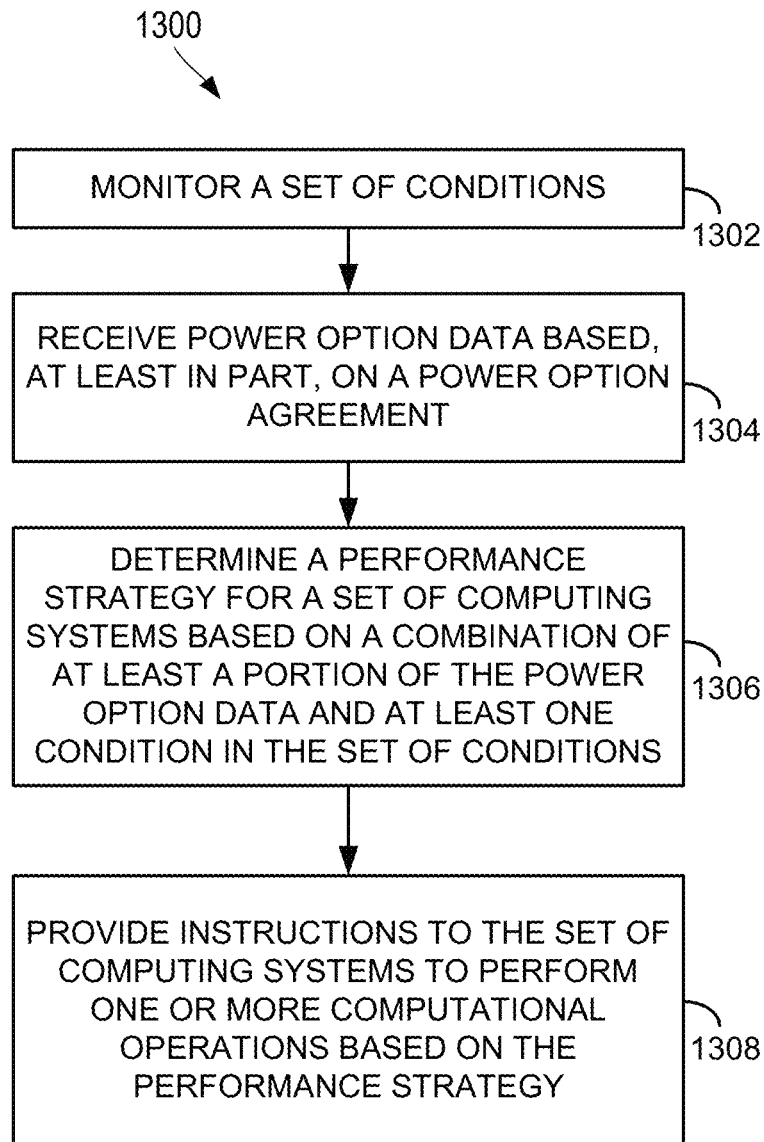 1300
MONITOR A SET OF CONDITIONS
1302
RECEIVE POWER OPTION DATA BASED,
AT LEAST IN PART, ON A POWER OPTION
AGREEMENT
1304
DETERMINE A PERFORMANCE
STRATEGY FOR A SET OF COMPUTING
SYSTEMS BASED ON A COMBINATION OF
AT LEAST A PORTION OF THE POWER
OPTION DATA AND AT LEAST ONE
CONDITION IN THE SET OF CONDITIONS
1306
PROVIDE INSTRUCTIONS TO THE SET OF
COMPUTING SYSTEMS TO PERFORM
ONE OR MORE COMPUTATIONAL
OPERATIONS BASED ON THE
PERFORMANCE STRATEGY
1308